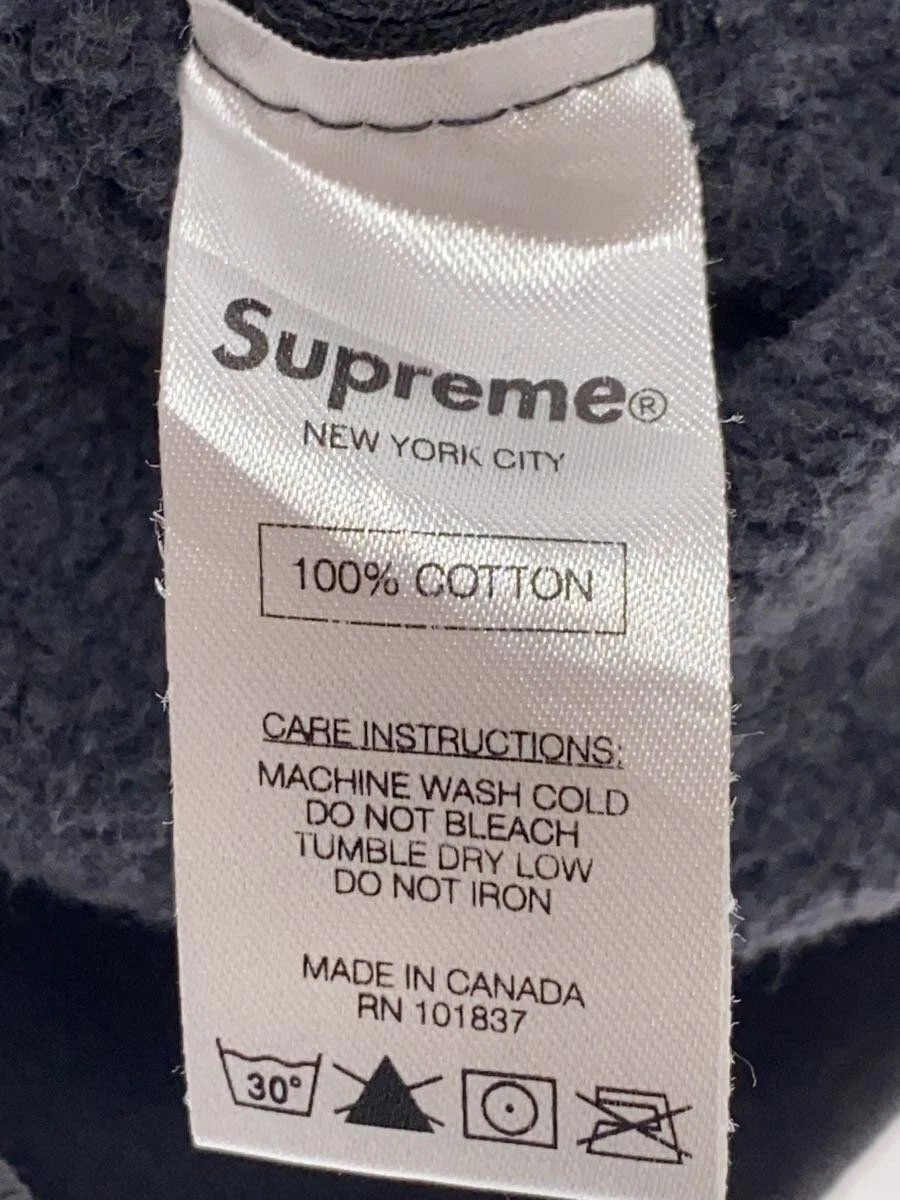 Supreme®
NEW YORK CITY
100% COTTON
CARE INSTRUCTIONS:
MACHINE WASH COLD
DO NOT BLEACH
TUMBLE DRY LOW
DO NOT IRON
MADE IN CANADA
RN 101837
30°